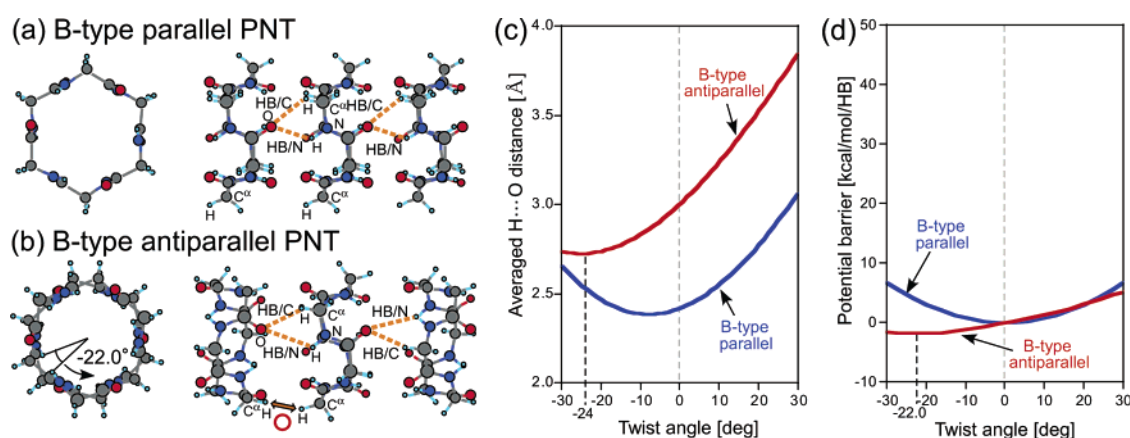 (a) B-type parallel PNT
HB/C
H
Cα
HB/C
O
N
HB/N
H
HB/N
Cα
H
(b) B-type antiparallel PNT
-22.0°
HB/C
H
Cα
HB/N
O
N
HB/N
H
HB/C
Cα
H
H
Cα
(c)
4.0
3.5
3.0
2.5
2.0
Averaged H⋯O distance [Å]
B-type
antiparallel
B-type
parallel
-30
-20
-10
0
10
20
30
-24
Twist angle [deg]
(d)
50
40
30
20
10
0
-10
Potential barrier [kcal/mol/HB]
B-type
parallel
B-type
antiparallel
-30
-20
-10
0
10
20
30
-22.0
Twist angle [deg]